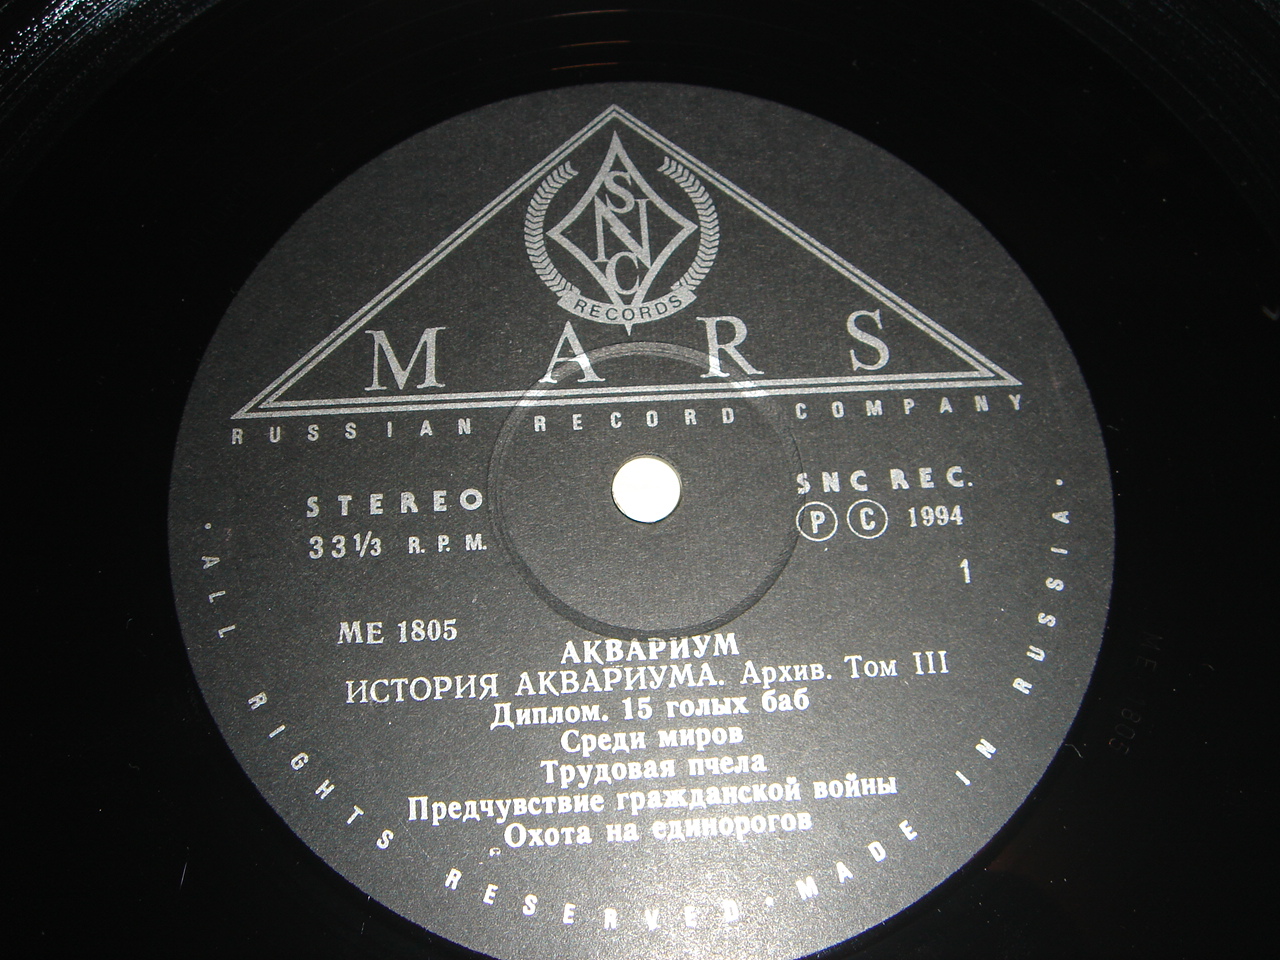 SNC
RECORDS
MARS
RUSSIAN RECORD COMPANY
STEREO
33 1/3 R.P.M.
SNC REC.
Ⓟ Ⓒ 1994
1
ME 1805
АКВАРИУМ
ИСТОРИЯ АКВАРИУМА. Архив. Том III
Диплом. 15 голых баб
Среди миров
Трудовая пчела
Предчувствие гражданской войны
Охота на единорогов
· ALL RIGHTS RESERVED · MADE IN RUSSIA ·